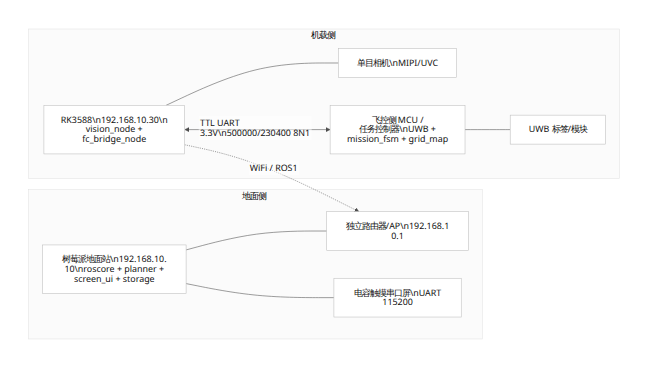 机载侧
单目相机\nMIPI/UVC
RK3588\n192.168.10.30\n
vision_node +
fc_bridge_node
TTL UART
3.3V\n500000/230400 8N1
飞控侧MCU /
任务控制器\nUWB +
mission_fsm + grid_map
UWB 标签/模块
WiFi / ROS1
地面侧
独立路由器/AP\n192.168.1
0.1
树莓派地面站\n192.168.10.
10\nroscore + planner +
screen_ui + storage
电容触摸串口屏\nUART
115200